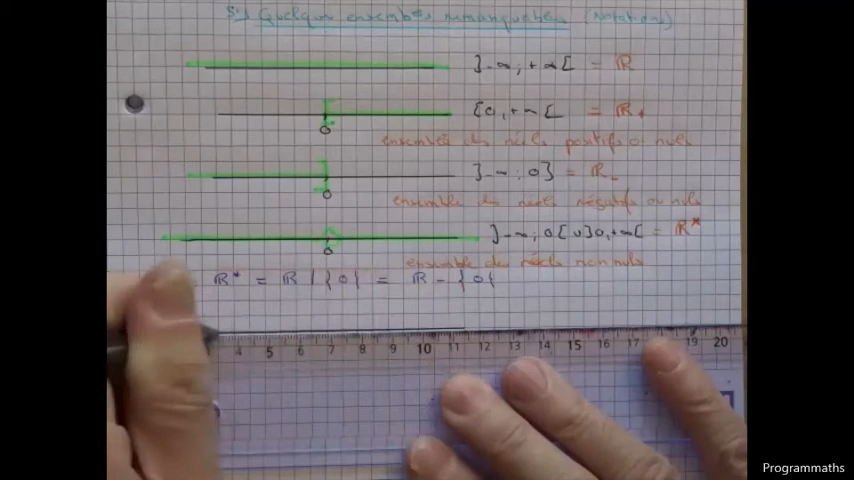 5) Quelques ensembles remarquables (notations)
]-∞ ; +∞[ = ℝ
[0, +∞[ = ℝ+
0
ensemble des réels positifs ou nuls
]-∞ ; 0] = ℝ-
0
ensemble des réels négatifs ou nuls
]-∞ ; 0[ ∪ ]0, +∞[ = ℝ*
0
ensemble des réels non nuls
ℝ* = ℝ \ {0} = ℝ - {0}
4 5 6 7 8 9 10 11 12 13 14 15 16 17 18 19 20
Programmaths